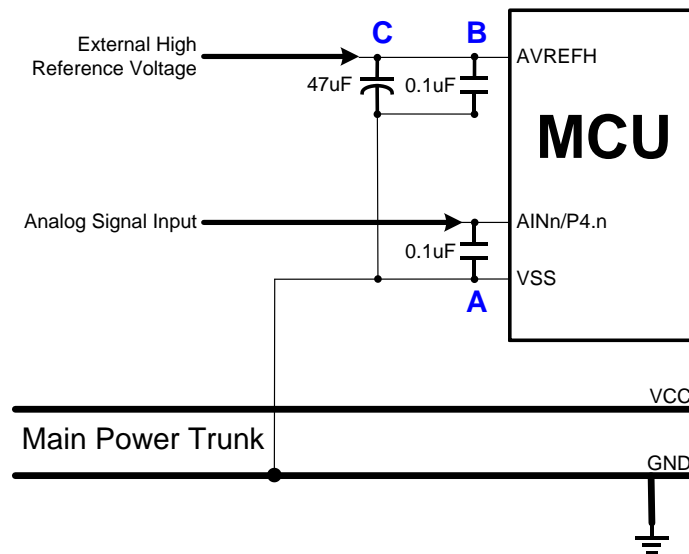 External High
Reference Voltage
C
B
AVREFH
47uF
0.1uF
MCU
Analog Signal Input
AINn/P4.n
0.1uF
VSS
A
VCC
Main Power Trunk
GND